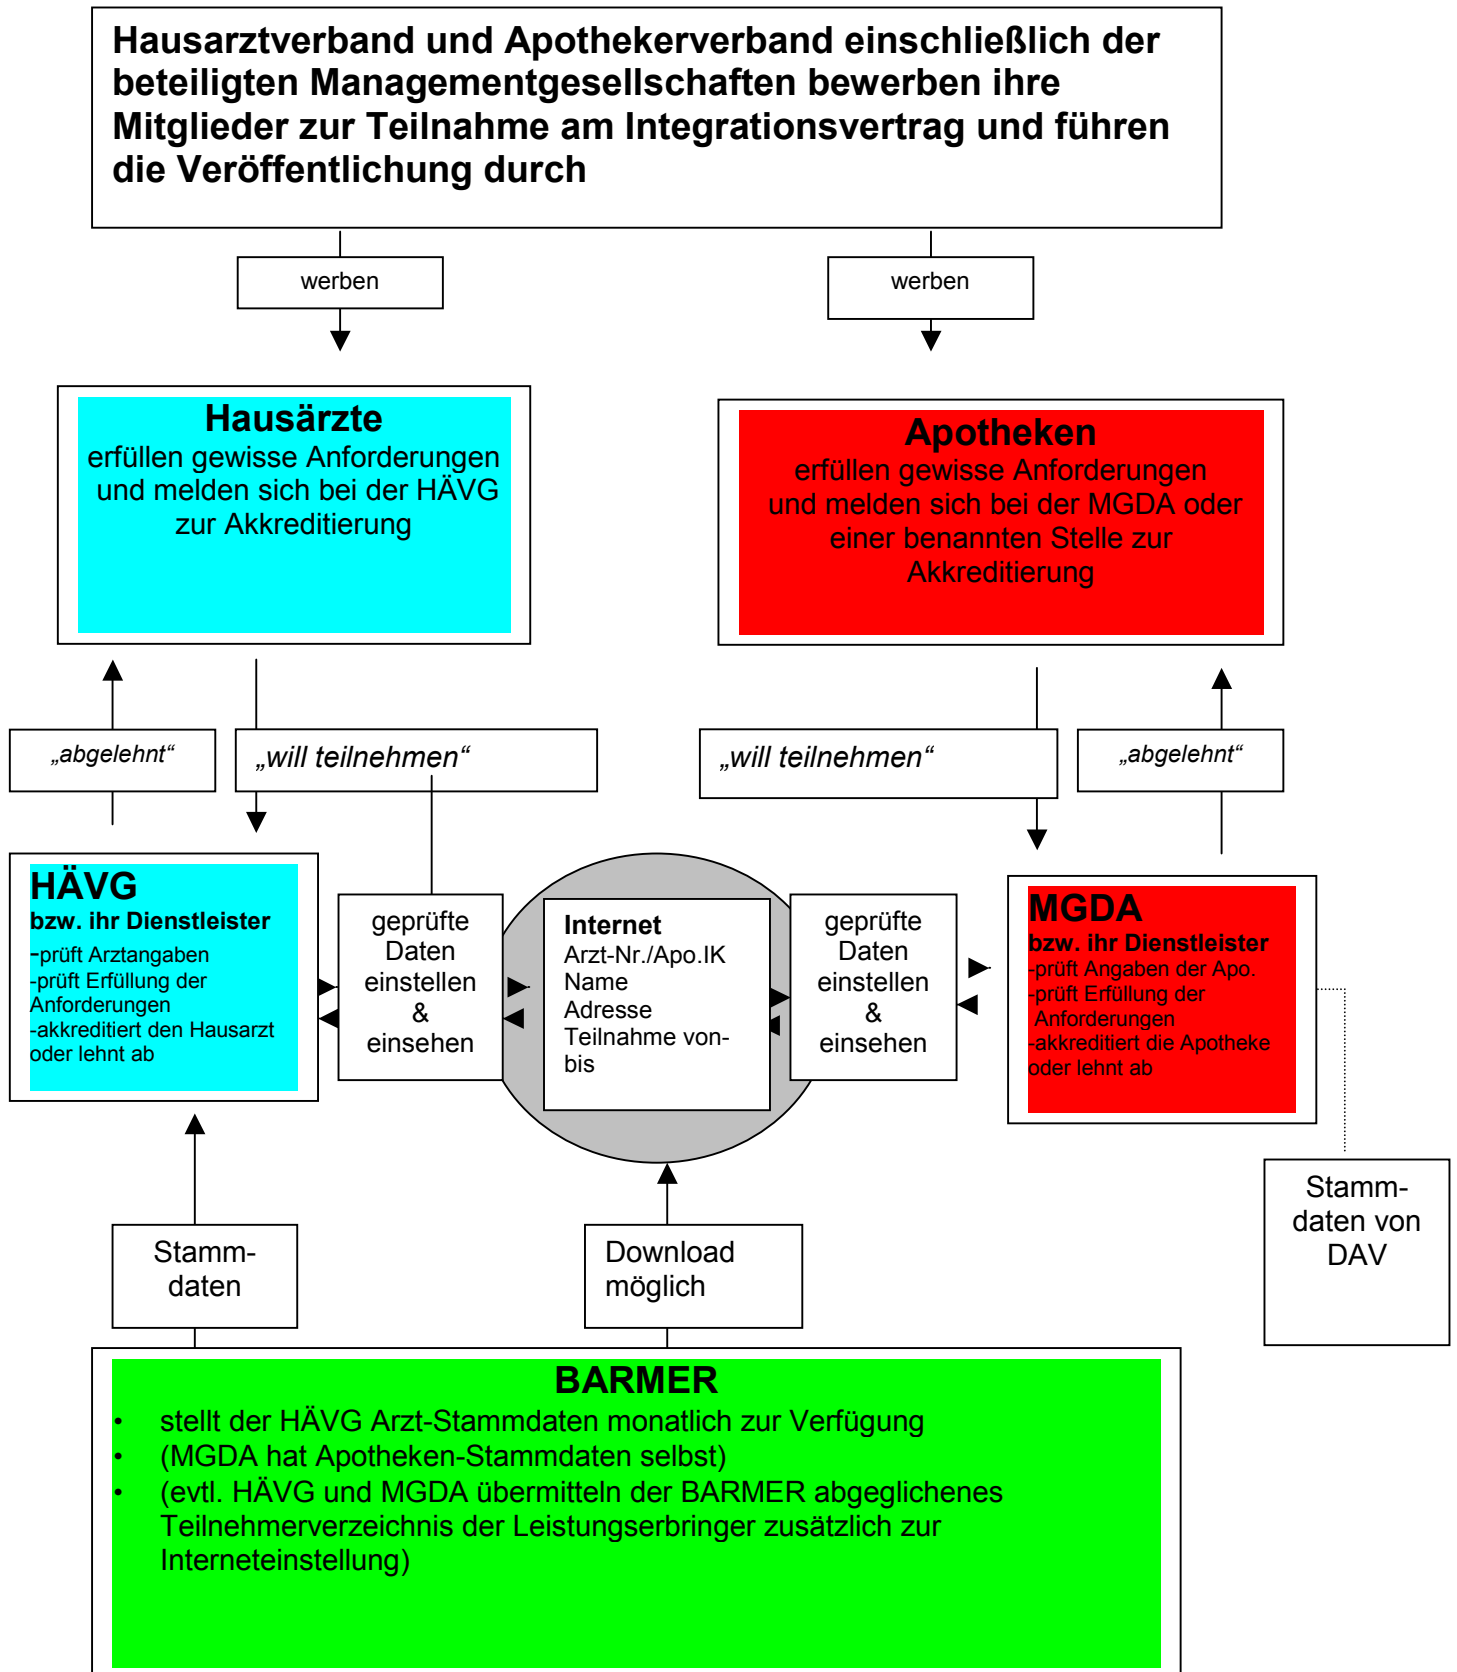 Hausarztverband und Apothekerverband einschließlich der
beteiligten Managementgesellschaften bewerben ihre
Mitglieder zur Teilnahme am Integrationsvertrag und führen
die Veröffentlichung durch
werben
werben
Hausärzte
erfüllen gewisse Anforderungen
und melden sich bei der HÄVG
zur Akkreditierung
Apotheken
erfüllen gewisse Anforderungen
und melden sich bei der MGDA oder
einer benannten Stelle zur
Akkreditierung
„abgelehnt“
„will teilnehmen“
„will teilnehmen“
„abgelehnt“
HÄVG
bzw. ihr Dienstleister
-prüft Arztangaben
-prüft Erfüllung der
Anforderungen
-akkreditiert den Hausarzt
oder lehnt ab
geprüfte
Daten
einstellen
&
einsehen
Internet
Arzt-Nr./Apo.IK
Name
Adresse
Teilnahme von-
bis
geprüfte
Daten
einstellen
&
einsehen
MGDA
bzw. ihr Dienstleister
-prüft Angaben der Apo.
-prüft Erfüllung der
Anforderungen
-akkreditiert die Apotheke
oder lehnt ab
Stamm-
daten
Download
möglich
Stamm-
daten von
DAV
BARMER
• stellt der HÄVG Arzt-Stammdaten monatlich zur Verfügung
• (MGDA hat Apotheken-Stammdaten selbst)
• (evtl. HÄVG und MGDA übermitteln der BARMER abgeglichenes
Teilnehmerverzeichnis der Leistungserbringer zusätzlich zur
Interneteinstellung)